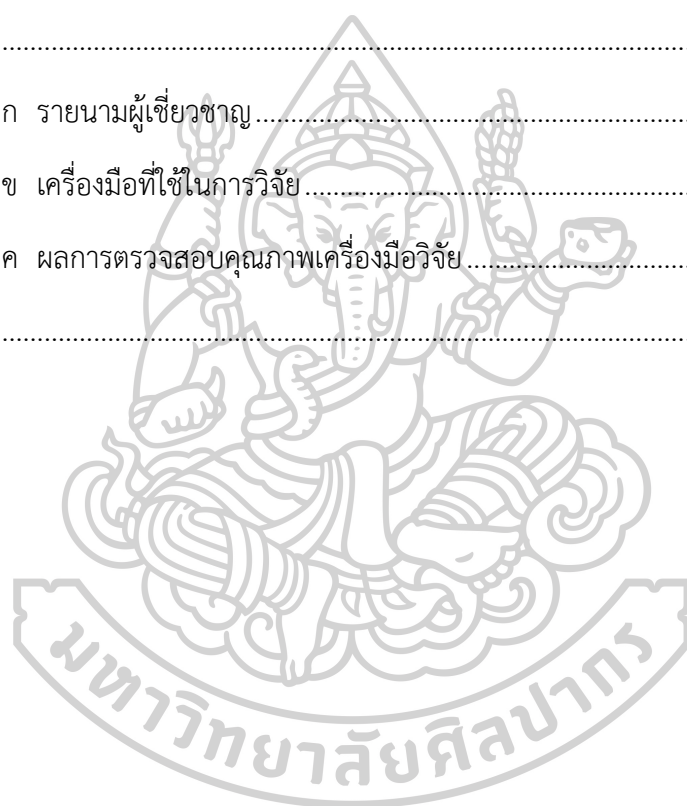 ................................................................................................
ก รายนามผู้เชี่ยวชาญ................................................................
ข เครื่องมือที่ใช้ในการวิจัย.........................................................
ค ผลการตรวจสอบคุณภาพเครื่องมือวิจัย.................................
................................................................................................
มหาวิทยาลัยศิลปากร